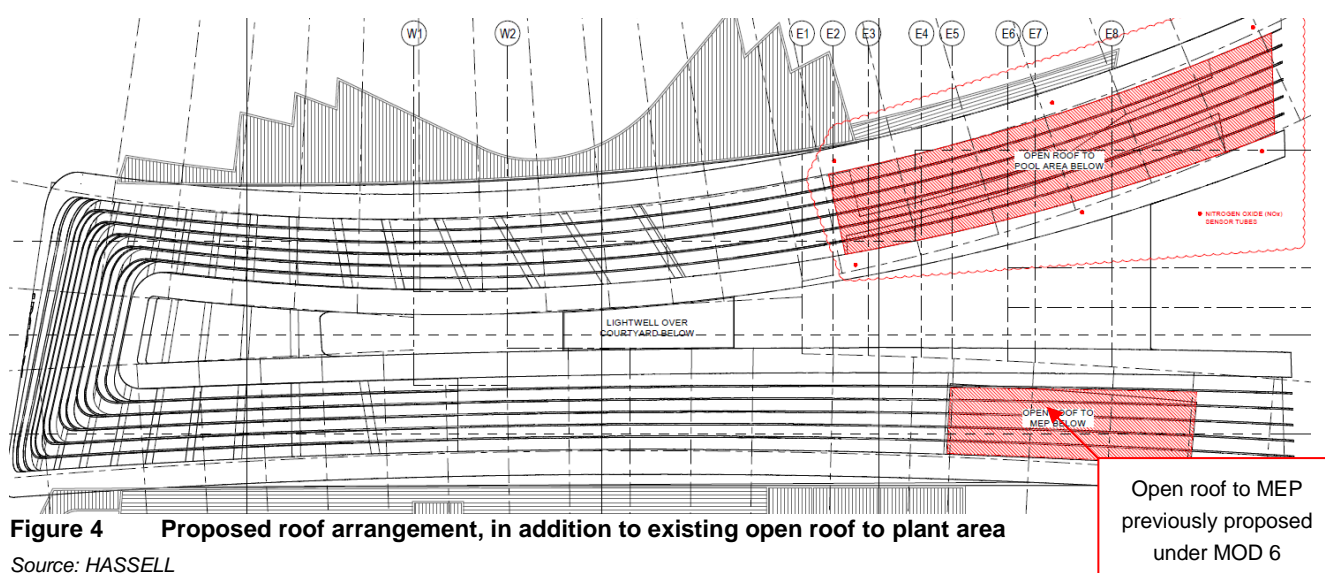 W1 W2 E1 E2 E3 E4 E5 E6 E7 E8
OPEN ROOF TO
POOL AREA BELOW
NITROGEN OXIDE (NOx)
SENSOR TUBES
LIGHTWELL OVER
COURTYARD BELOW
OPEN ROOF TO
MEP BELOW
Open roof to MEP
previously proposed
under MOD 6
Figure 4 Proposed roof arrangement, in addition to existing open roof to plant area
Source: HASSELL